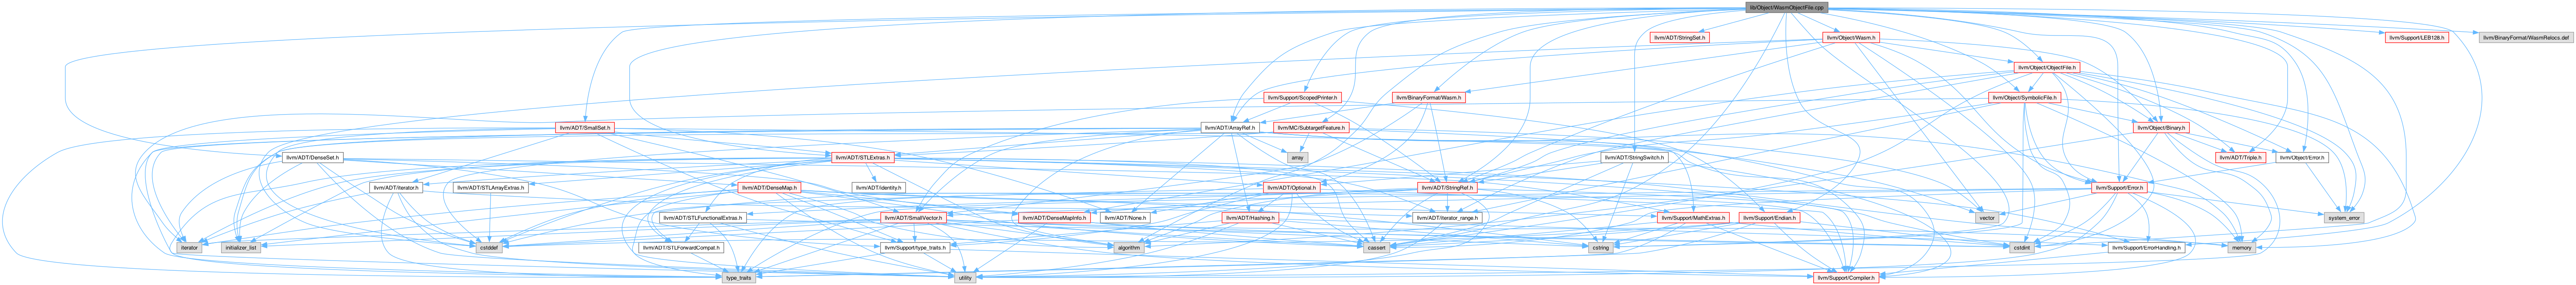 lib/Object/WasmObjectFile.cpp
llvm/ADT/StringSet.h
llvm/Object/Wasm.h
llvm/Support/LEB128.h
llvm/BinaryFormat/WasmRelocs.def
llvm/Object/ObjectFile.h
llvm/Support/ScopedPrinter.h
llvm/BinaryFormat/Wasm.h
llvm/Object/SymbolicFile.h
llvm/ADT/SmallSet.h
llvm/ADT/ArrayRef.h
llvm/MC/SubtargetFeature.h
llvm/Object/Binary.h
llvm/ADT/DenseSet.h
llvm/ADT/STLExtras.h
array
llvm/ADT/StringSwitch.h
llvm/ADT/Triple.h
llvm/Object/Error.h
llvm/ADT/iterator.h
llvm/ADT/STLArrayExtras.h
llvm/ADT/DenseMap.h
llvm/ADT/identity.h
llvm/ADT/Optional.h
llvm/ADT/StringRef.h
llvm/Support/Error.h
llvm/ADT/STLFunctionalExtras.h
llvm/ADT/SmallVector.h
llvm/ADT/DenseMapInfo.h
llvm/ADT/None.h
llvm/ADT/Hashing.h
llvm/ADT/iterator_range.h
llvm/Support/MathExtras.h
llvm/Support/Endian.h
vector
system_error
iterator
initializer_list
cstddef
llvm/ADT/STLForwardCompat.h
llvm/Support/type_traits.h
algorithm
cassert
cstring
cstdint
llvm/Support/ErrorHandling.h
memory
type_traits
utility
llvm/Support/Compiler.h